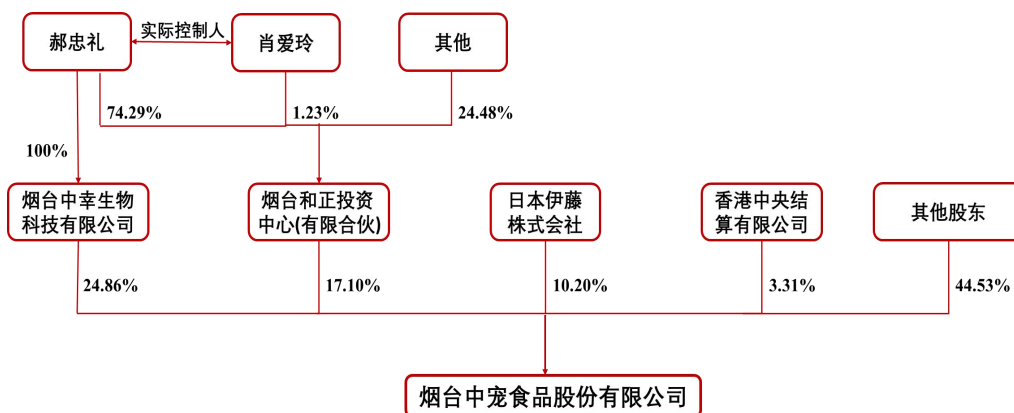 郝忠礼
实际控制人
肖爱玲
其他
74.29%
1.23%
24.48%
100%
烟台中幸生物
科技有限公司
烟台和正投资
中心(有限合伙)
日本伊藤
株式会社
香港中央结
算有限公司
其他股东
24.86%
17.10%
10.20%
3.31%
44.53%
烟台中宠食品股份有限公司